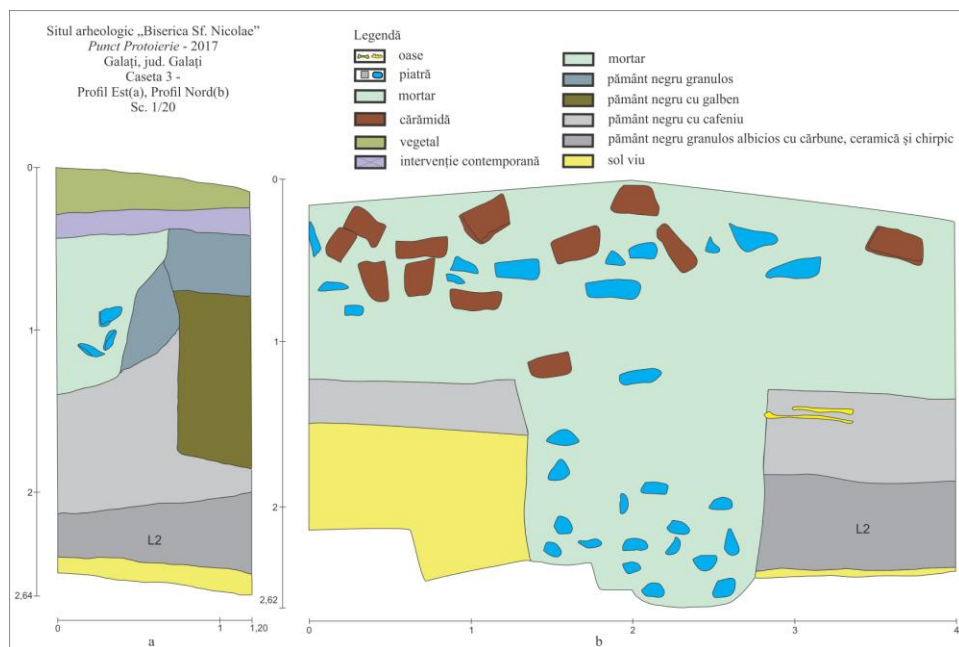 Situl arheologic „Biserica Sf. Nicolae”
Punct Protoierie - 2017
Galați, jud. Galați
Caseta 3 -
Profil Est(a), Profil Nord(b)
Sc. 1/20
Legendă
oase
piatră
mortar
cărămidă
vegetal
intervenție contemporană
mortar
pământ negru granulos
pământ negru cu galben
pământ negru cu cafeniu
pământ negru granulos albicios cu cărbune, ceramică și chirpic
sol viu
0
1
2
2,64
L2
0
1
1,20
a
0
1
2
2,62
L2
0
1
2
3
4
b